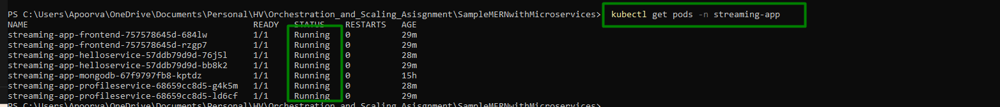 PS C:\Users\Apoorva\OneDrive\Documents\Personal\HV\Orchestration_and_Scaling_Asisgnment\SampleMERNwithMicroservices> kubectl get pods -n streaming-app
NAME READY STATUS RESTARTS AGE
streaming-app-frontend-757578645d-684lw 1/1 Running 0 29m
streaming-app-frontend-757578645d-rzgp7 1/1 Running 0 29m
streaming-app-helloservice-57ddb79d9d-76j5l 1/1 Running 0 28m
streaming-app-helloservice-57ddb79d9d-bb8k2 1/1 Running 0 29m
streaming-app-mongodb-67f9797fb8-kptdz 1/1 Running 0 15h
streaming-app-profileservice-68659cc8d5-g4k5m 1/1 Running 0 28m
streaming-app-profileservice-68659cc8d5-ld6cf 1/1 Running 0 29m
PS C:\Users\Apoorva\OneDrive\Documents\Personal\HV\Orchestration_and_Scaling_Asisgnment\SampleMERNwithMicroservices>